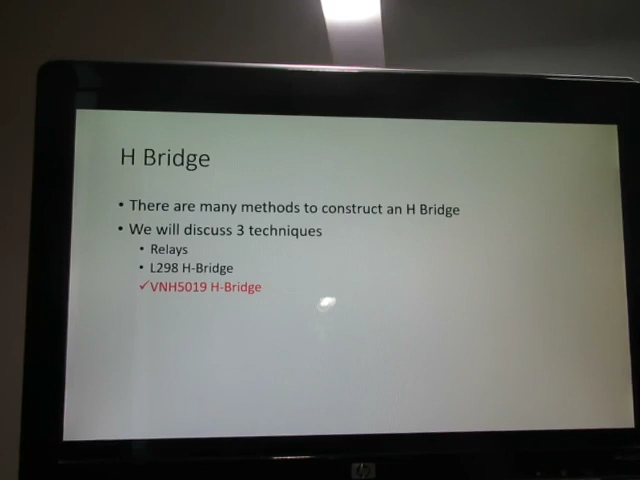 H Bridge
• There are many methods to construct an H Bridge
• We will discuss 3 techniques
• Relays
• L298 H-Bridge
✓VNH5019 H-Bridge
hp